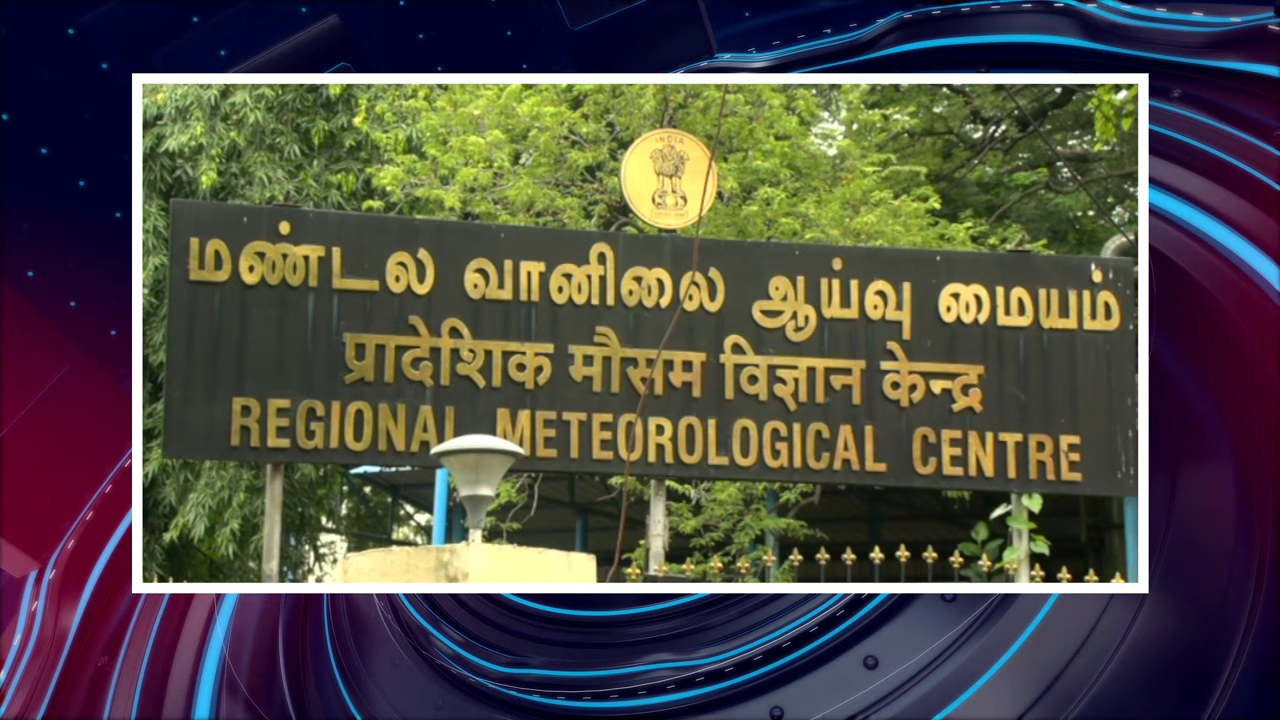 INDIA
மண்டல வானிலை ஆய்வு மையம்
प्रादेशिक मौसम विज्ञान केन्द्र
REGIONAL METEOROLOGICAL CENTRE